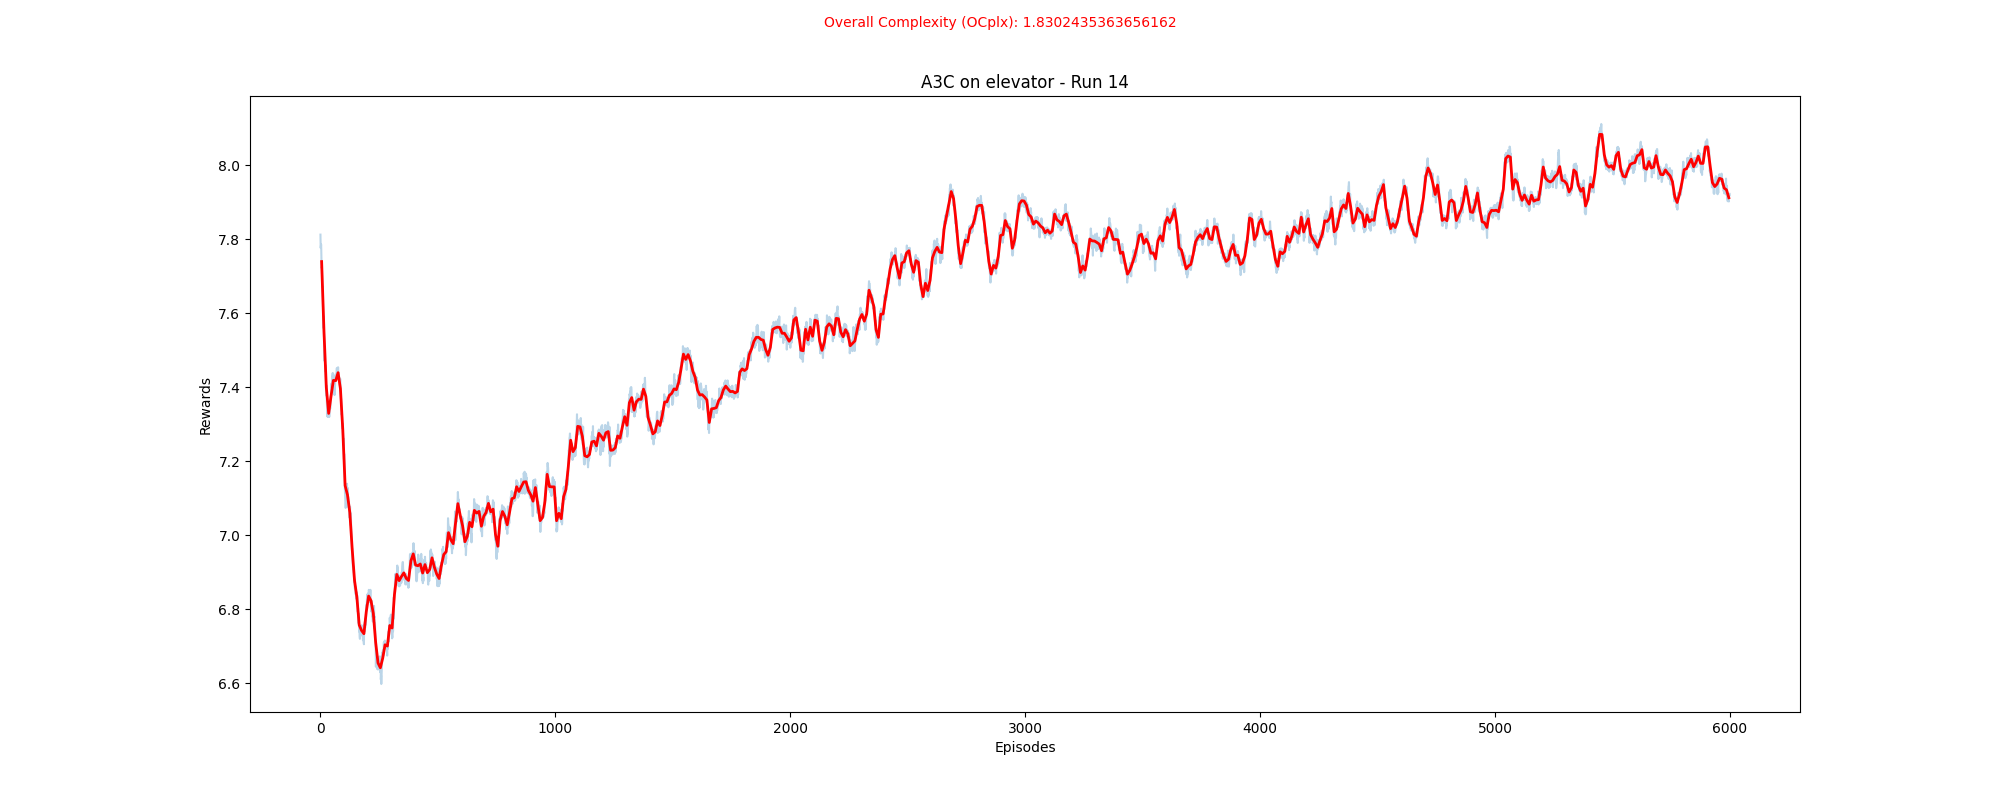 Overall Complexity (OCplx): 1.8302435363656162
A3C on elevator - Run 14
Rewards
8.0
7.8
7.6
7.4
7.2
7.0
6.8
6.6
0 1000 2000 3000 4000 5000 6000
Episodes